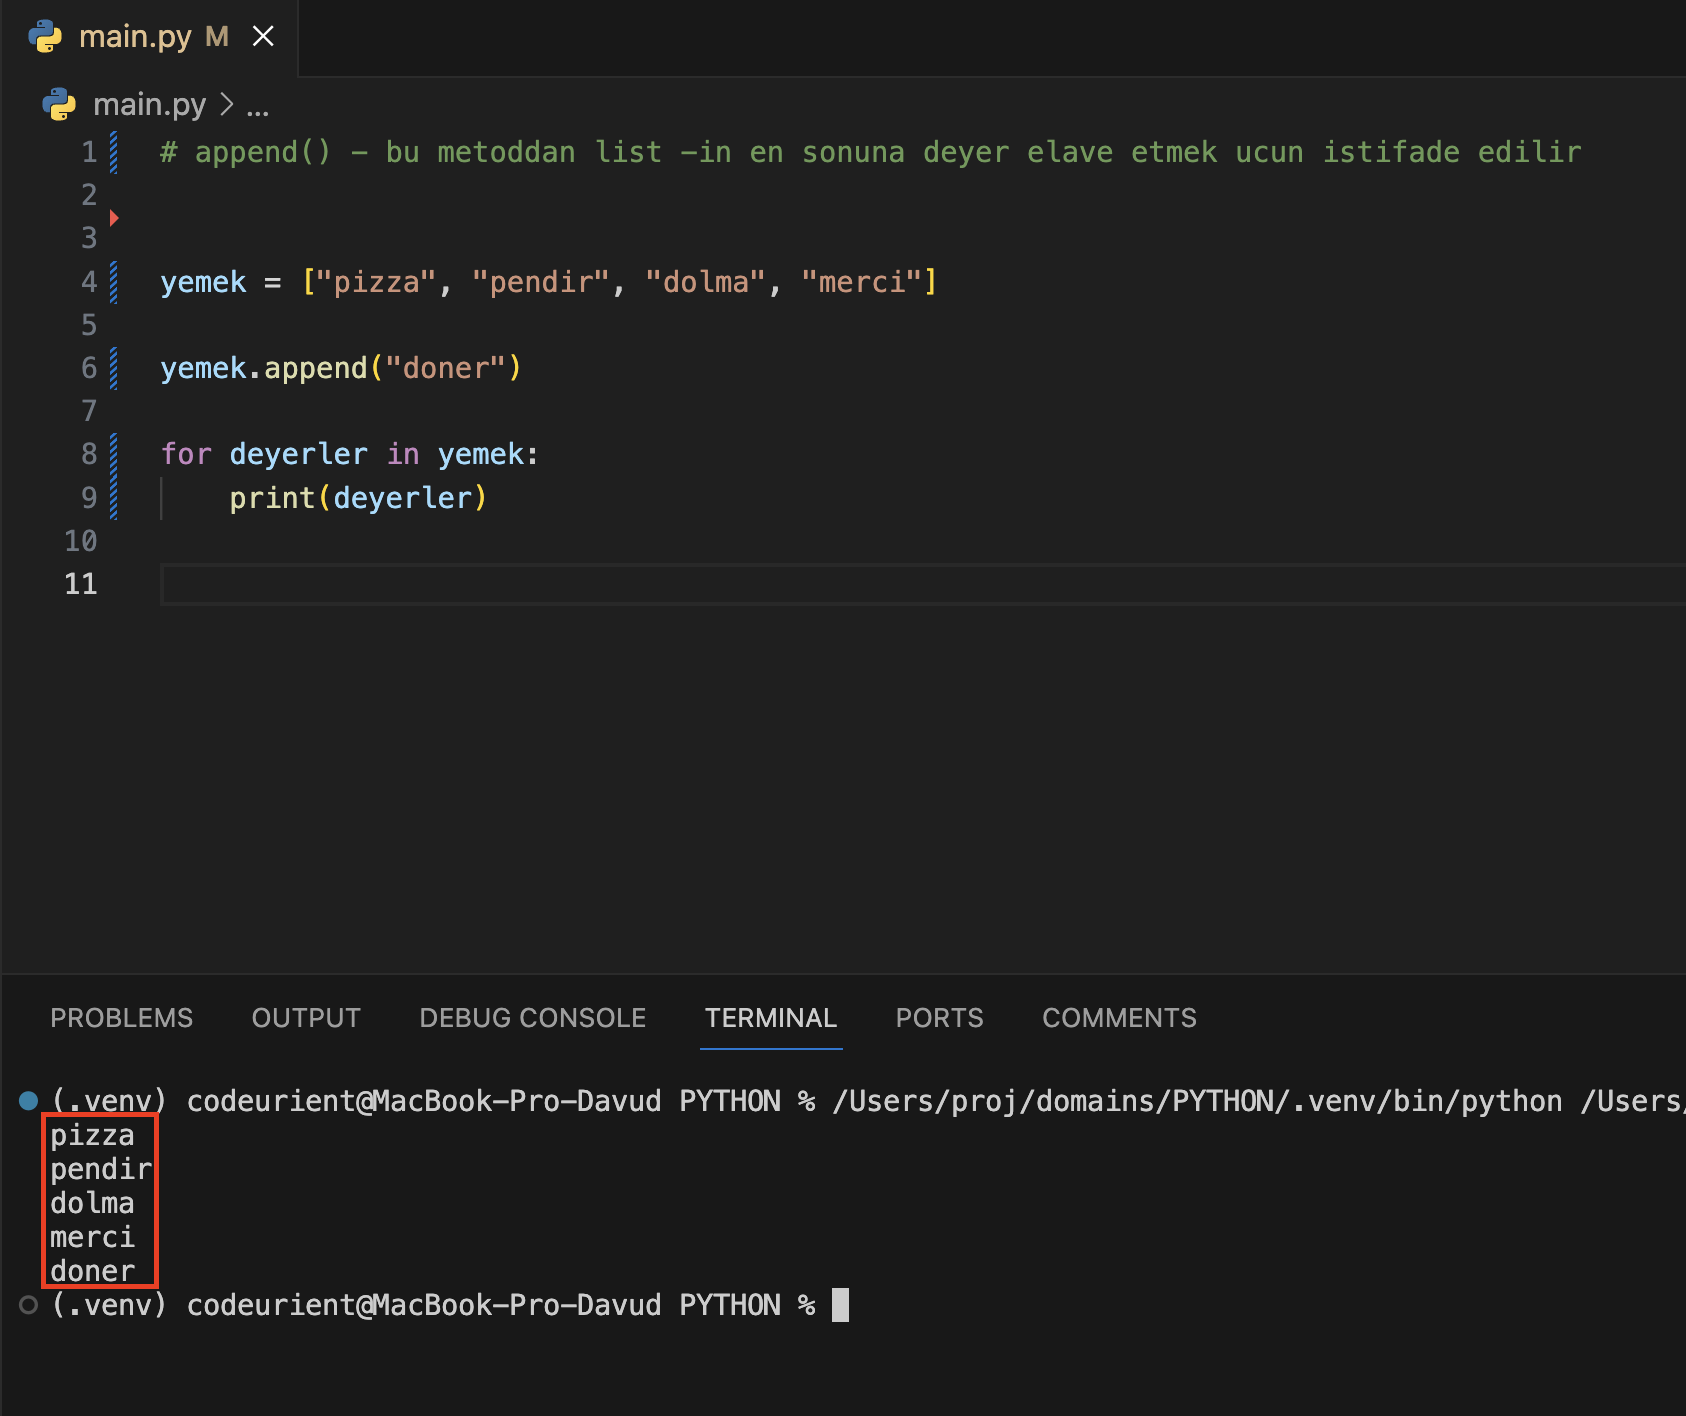 main.py M
main.py > ...
1 # append() - bu metoddan list -in en sonuna deyer elave etmek ucun istifade edilir
2
3
4 yemek = ["pizza", "pendir", "dolma", "merci"]
5
6 yemek.append("doner")
7
8 for deyerler in yemek:
9     print(deyerler)
10
11
PROBLEMS OUTPUT DEBUG CONSOLE TERMINAL PORTS COMMENTS
(.venv) codeurient@MacBook-Pro-Davud PYTHON % /Users/proj/domains/PYTHON/.venv/bin/python /Users/
pizza
pendir
dolma
merci
doner
(.venv) codeurient@MacBook-Pro-Davud PYTHON %